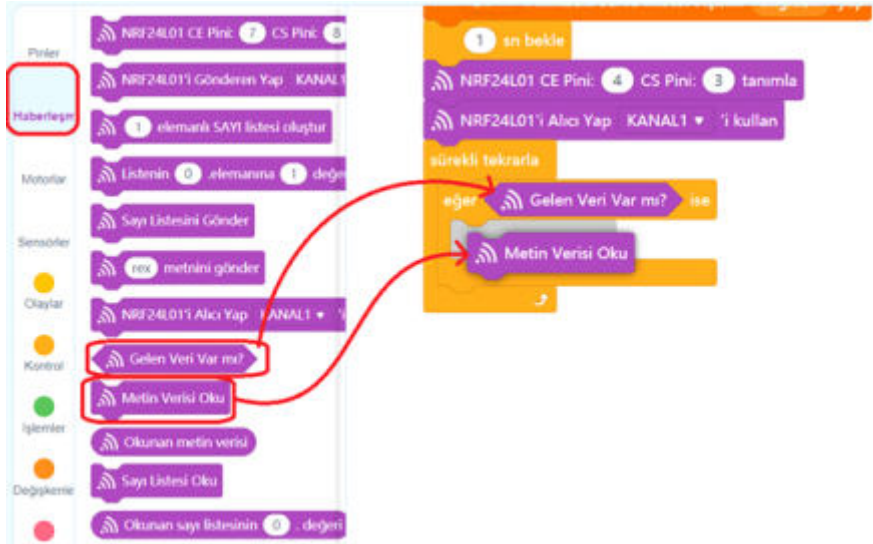 Pinler
Haberleşm
Motorlar
Sensörler
Olaylar
Kontrol
İşlemler
Değişkenle
NRF24L01 CE Pini: 7 CS Pini: 8
NRF24L01'i Gönderen Yap KANAL1
1 elemanlı SAYI listesi oluştur
Listenin 0 .elemanına 1 değe
Sayı Listesini Gönder
rex metnini gönder
NRF24L01'i Alıcı Yap KANAL1 'i
Gelen Veri Var mı?
Metin Verisi Oku
Okunan metin verisi
Sayı Listesi Oku
Okunan sayı listesinin 0 . değeri
1 sn bekle
NRF24L01 CE Pini: 4 CS Pini: 3 tanımla
NRF24L01'i Alıcı Yap KANAL1 'i kullan
sürekli tekrarla
eğer Gelen Veri Var mı? ise
Metin Verisi Oku